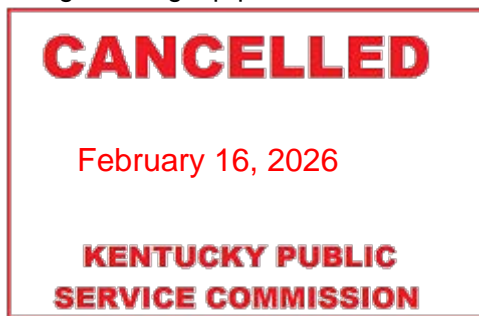 CANCELLED
February 16, 2026
KENTUCKY PUBLIC
SERVICE COMMISSION